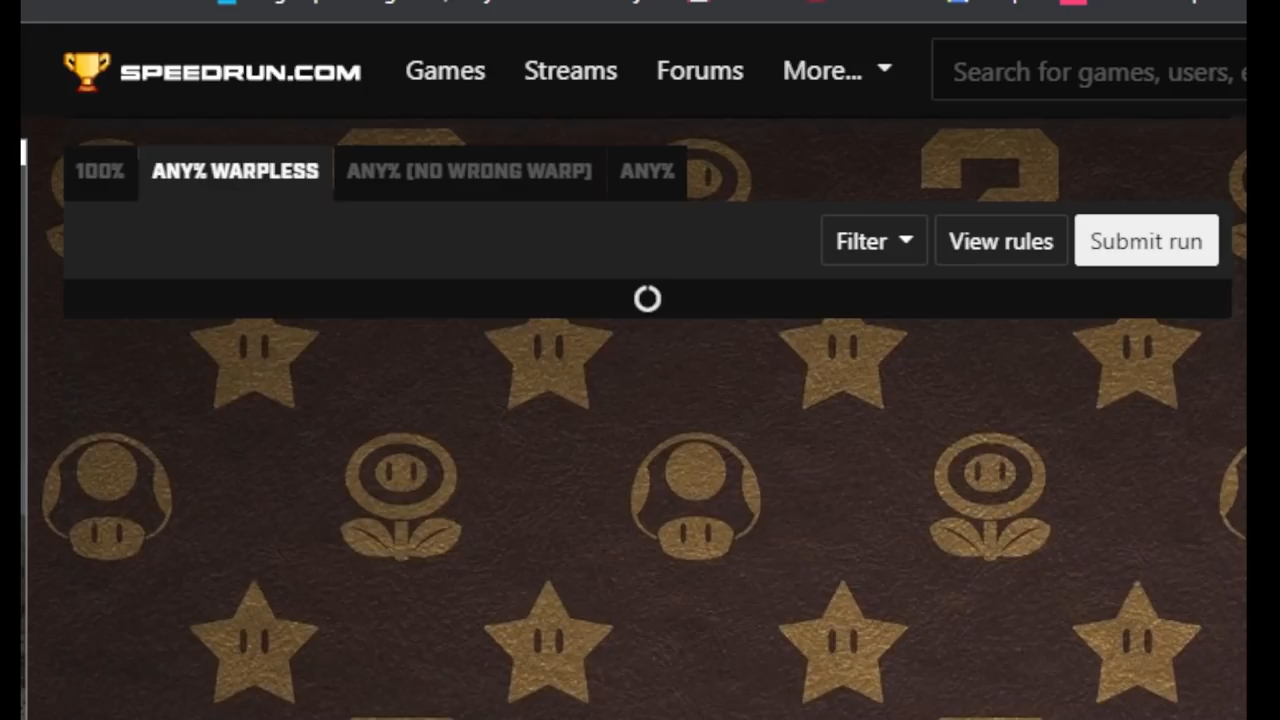 SPEEDRUN.COM Games Streams Forums More... Search for games, users,
100% ANY% WARPLESS ANY% (NO WRONG WARP) ANY%
Filter View rules Submit run